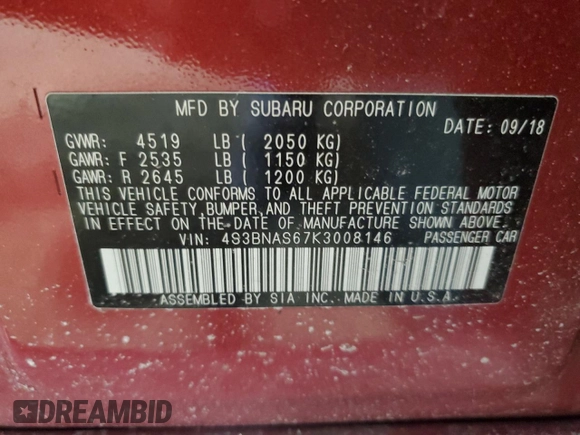 MFD BY SUBARU CORPORATION
DATE: 09/18
GVWR: 4519 LB ( 2050 KG)
GAWR: F 2535 LB ( 1150 KG)
GAWR: R 2645 LB ( 1200 KG)
THIS VEHICLE CONFORMS TO ALL APPLICABLE FEDERAL MOTOR
VEHICLE SAFETY, BUMPER, AND THEFT PREVENTION STANDARDS
IN EFFECT ON THE DATE OF MANUFACTURE SHOWN ABOVE.
VIN: 4S3BNAS67K3008146 PASSENGER CAR
ASSEMBLED BY SIA INC. MADE IN U.S.A.
DREAMBID